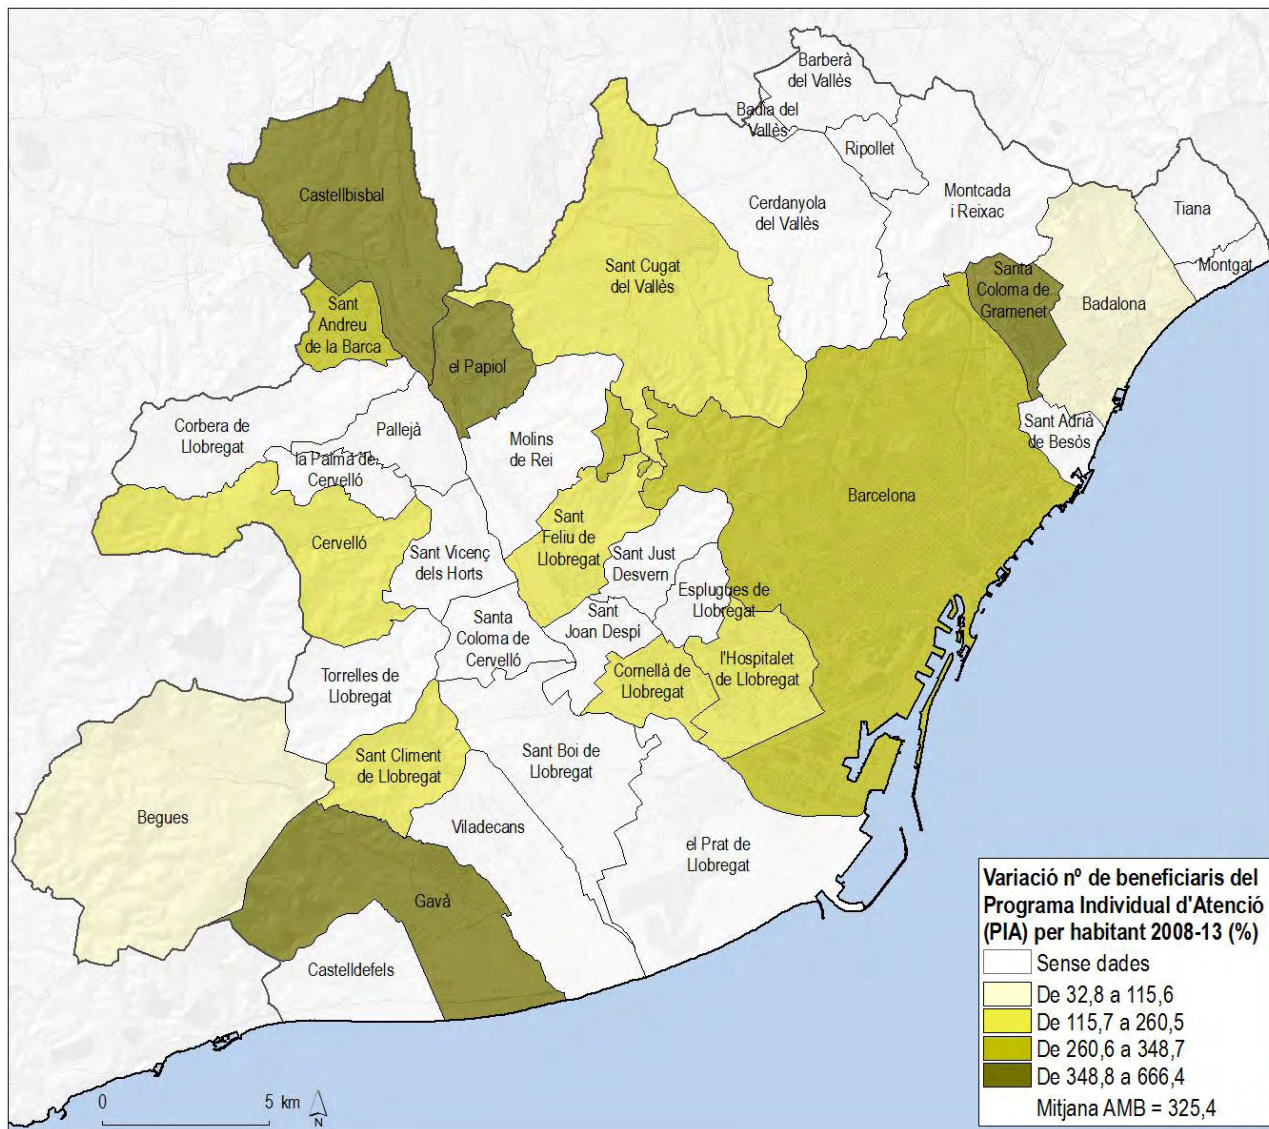 Barberà
del Vallès
Badia del
Vallès
Ripollet
Castellbisbal
Cerdanyola
del Vallès
Montcada
i Reixac
Tiana
Montgat
Sant Cugat
del Vallès
Santa
Coloma de
Gramenet
Badalona
Sant
Andreu
de la Barca
el Papiol
Corbera de
Llobregat
Pallejà
Molins
de Rei
Sant Adrià
de Besòs
la Palma de
Cervelló
Barcelona
Cervelló
Sant
Feliu de
Llobregat
Sant Vicenç
dels Horts
Sant Just
Desvern
Esplugues de
Llobregat
Santa
Coloma de
Cervelló
Sant
Joan Despí
Torrelles de
Llobregat
Cornellà de
Llobregat
l'Hospitalet
de Llobregat
Sant Climent
de Llobregat
Sant Boi de
Llobregat
Begues
Viladecans
el Prat de
Llobregat
Gavà
Castelldefels
Variació nº de beneficiaris del
Programa Individual d'Atenció
(PIA) per habitant 2008-13 (%)
Sense dades
De 32,8 a 115,6
De 115,7 a 260,5
De 260,6 a 348,7
De 348,8 a 666,4
Mitjana AMB = 325,4
0 5 km
N